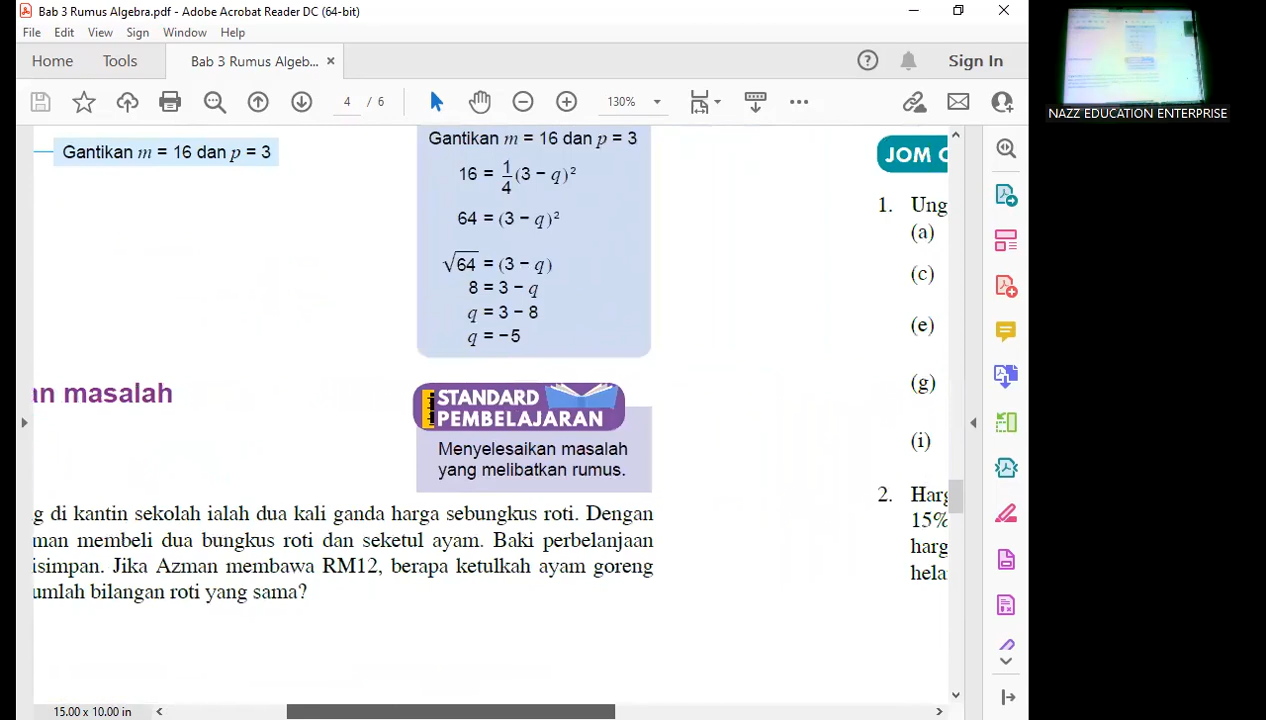 Bab 3 Rumus Algebra.pdf - Adobe Acrobat Reader DC (64-bit)
File Edit View Sign Window Help
Home Tools Bab 3 Rumus Algeb... × Sign In
4 / 6 130%
NAZZ EDUCATION ENTERPRISE
Gantikan m = 16 dan p = 3
Gantikan m = 16 dan p = 3
16 = 1/4 (3 − q)²
64 = (3 − q)²
√64 = (3 − q)
8 = 3 − q
q = 3 − 8
q = −5
an masalah
STANDARD
PEMBELAJARAN
Menyelesaikan masalah
yang melibatkan rumus.
g di kantin sekolah ialah dua kali ganda harga sebungkus roti. Dengan
man membeli dua bungkus roti dan seketul ayam. Baki perbelanjaan
isimpan. Jika Azman membawa RM12, berapa ketulkah ayam goreng
umlah bilangan roti yang sama?
JOM C
1. Ung
(a)
(c)
(e)
(g)
(i)
2. Harg
15%
harg
hela
15.00 x 10.00 in